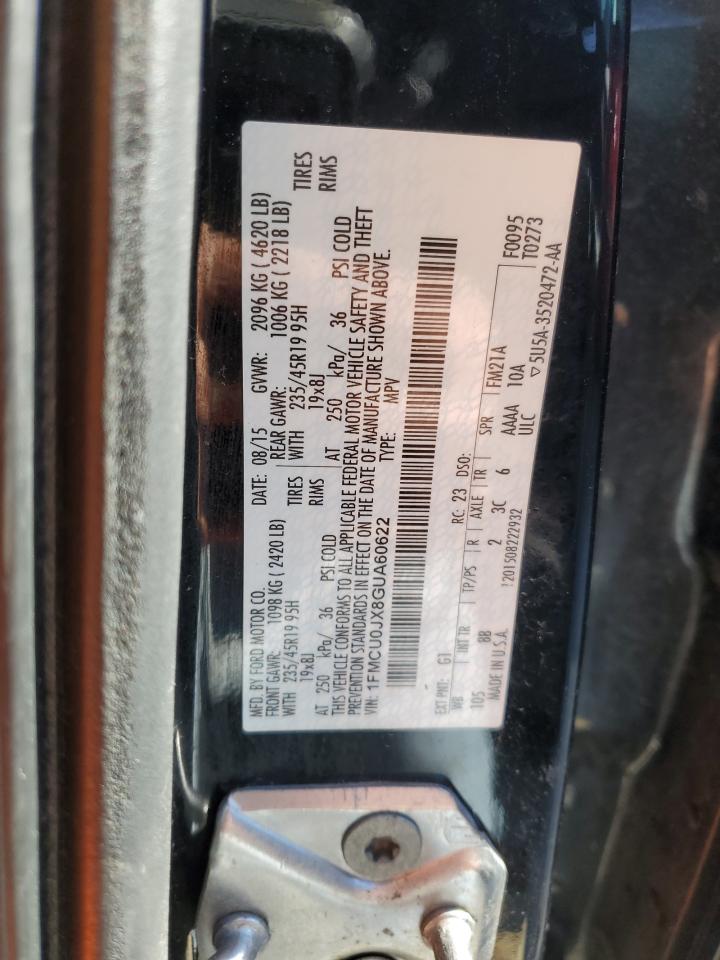 MFD. BY FORD MOTOR CO. DATE: 08/15 GVWR: 2096 KG ( 4620 LB)
FRONT GAWR: 1098 KG ( 2420 LB) REAR GAWR: 1006 KG ( 2218 LB)
WITH 235/45R19 95H TIRES WITH 235/45R19 95H TIRES
19x8J RIMS 19x8J RIMS
AT 250 kPa/ 36 PSI COLD AT 250 kPa/ 36 PSI COLD
THIS VEHICLE CONFORMS TO ALL APPLICABLE FEDERAL MOTOR VEHICLE SAFETY AND THEFT
PREVENTION STANDARDS IN EFFECT ON THE DATE OF MANUFACTURE SHOWN ABOVE.
VIN: 1FMCU0JX8GUA60622 TYPE: MPV
EXT PNT: G1 RC: 23 DSO: F0095
WB INT TR TP/PS R AXLE TR SPR FM21A T0273
105 8B 2 3C 6 AAAA 10A
MADE IN U.S.A. 1201508222932 ULC ▽5U5A-3520472-AA